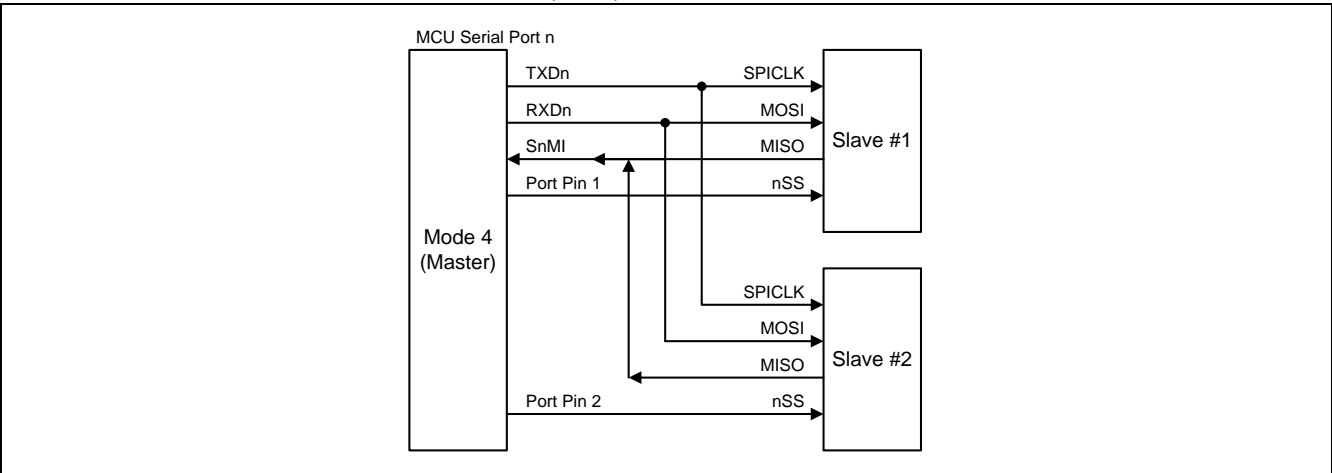 MCU Serial Port n
TXDn SPICLK
RXDn MOSI
SnMI MISO
Slave #1
Port Pin 1 nSS
Mode 4
(Master)
SPICLK
MOSI
MISO
Slave #2
Port Pin 2 nSS